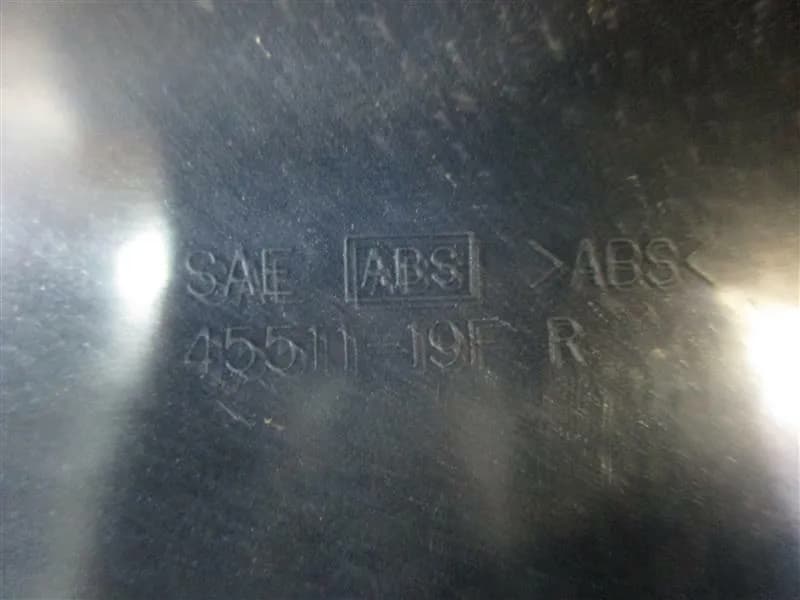 SAE ABS >ABS<
45511-19F R